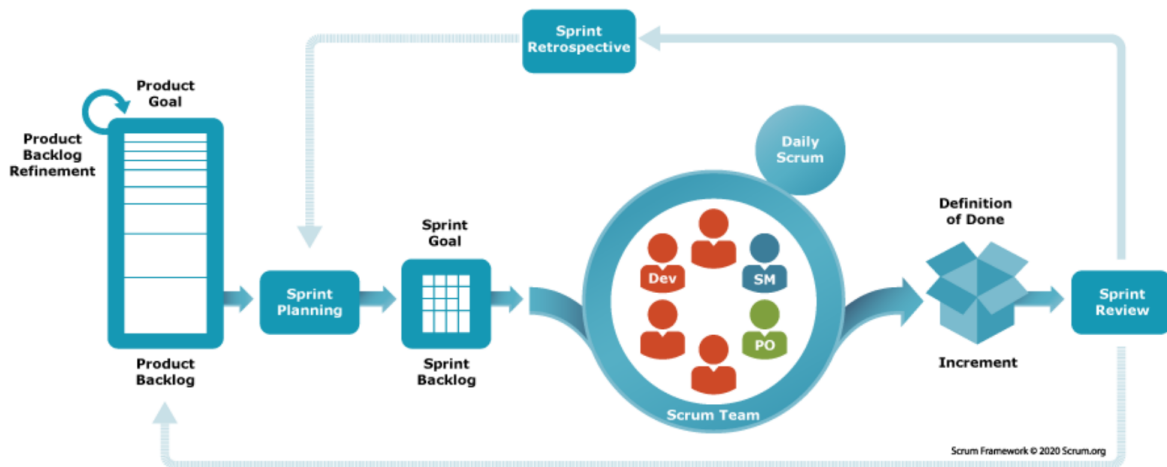 Sprint
Retrospective
Product
Goal
Product
Backlog
Refinement
Daily
Scrum
Sprint
Goal
Definition
of Done
Dev
SM
Sprint
Planning
Sprint
Review
PO
Product
Backlog
Sprint
Backlog
Increment
Scrum Team
Scrum Framework © 2020 Scrum.org